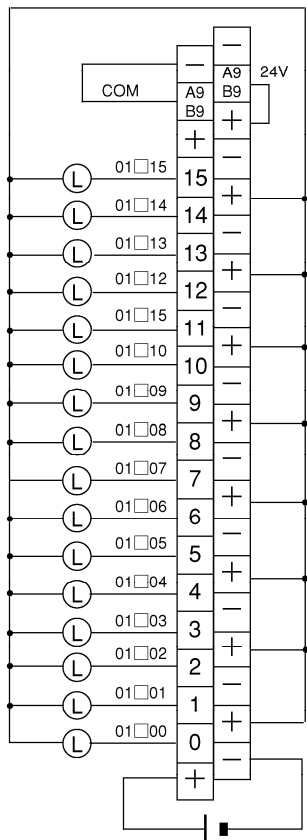 −
− A9 24V
COM A9 B9
B9 +
+ −
01□15 15
L +
01□14 14
L −
01□13 13
L +
01□12 12
L −
01□15 11
L +
01□10 10
L −
01□09 9
L +
01□08 8
L −
01□07 7
L +
01□06 6
L −
01□05 5
L +
01□04 4
L −
01□03 3
L +
01□02 2
L −
01□01 1
L +
01□00 0
L −
+